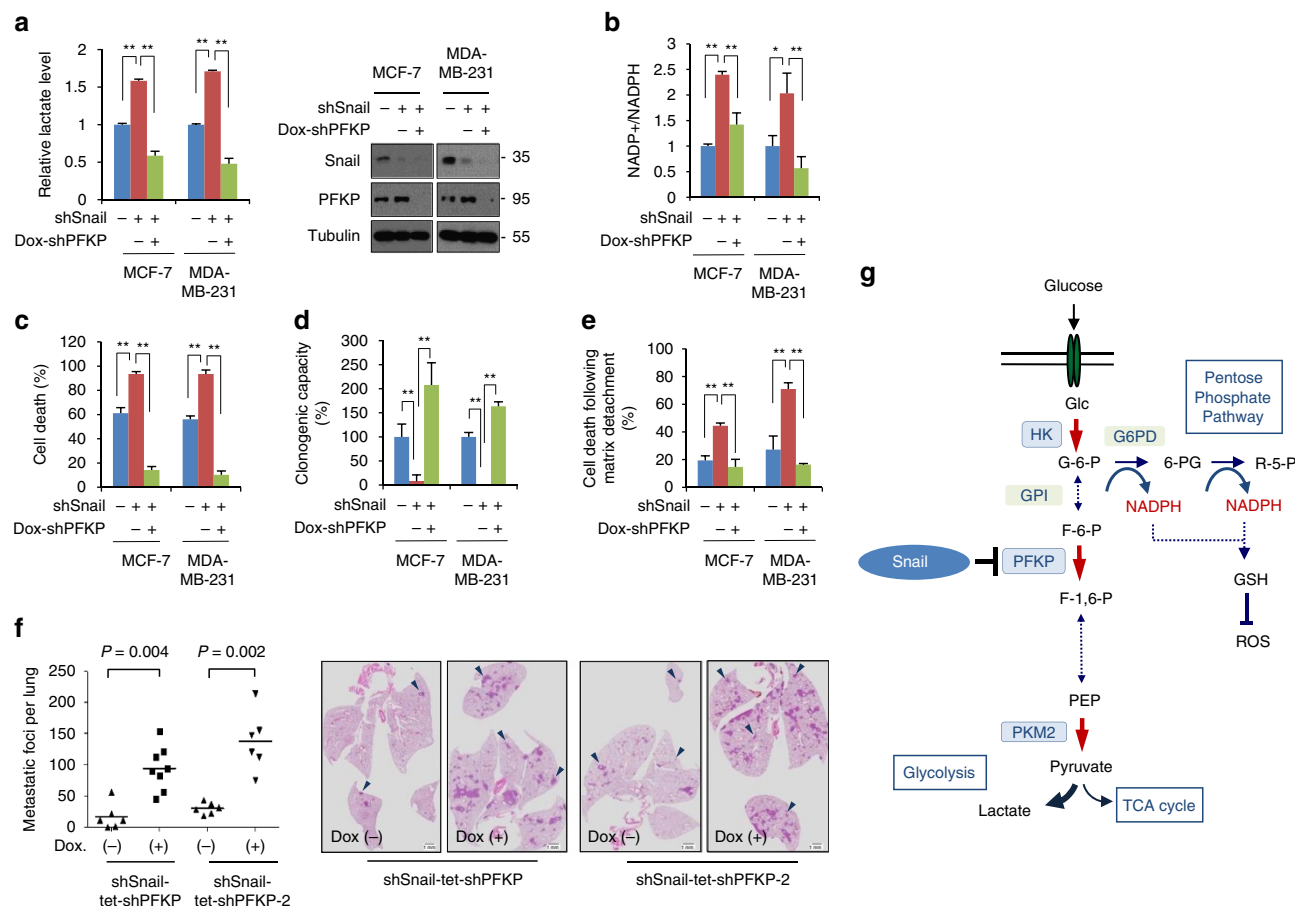 a
Relative lactate level
2
1.5
1
0.5
0
** ** ** **
shSnail – + + – + +
Dox-shPFKP – + – +
MCF-7 MDA-
MB-231
MCF-7 MDA-
MB-231
shSnail – + + – + +
Dox-shPFKP – + – +
Snail - 35
PFKP - 95
Tubulin - 55
b
NADP+/NADPH
3
2.5
2
1.5
1
0.5
0
** ** * **
shSnail – + + – + +
Dox-shPFKP – + – +
MCF-7 MDA-
MB-231
c
Cell death (%)
120
100
80
60
40
20
0
** ** ** **
shSnail – + + – + +
Dox-shPFKP – + – +
MCF-7 MDA-
MB-231
d
Clonogenic capacity
(%)
300
250
200
150
100
50
0
** ** ** **
shSnail – + + – + +
Dox-shPFKP – + – +
MCF-7 MDA-
MB-231
e
Cell death following
matrix detachment
(%)
100
80
60
40
20
0
** ** ** **
shSnail – + + – + +
Dox-shPFKP – + – +
MCF-7 MDA-
MB-231
f
Metastatic foci per lung
P = 0.004 P = 0.002
250
200
150
100
50
0
Dox. (–) (+) (–) (+)
shSnail-
tet-shPFKP
shSnail-
tet-shPFKP-2
Dox (–) Dox (+) Dox (–) Dox (+)
1 mm 1 mm 1 mm 1 mm
shSnail-tet-shPFKP shSnail-tet-shPFKP-2
g
Glucose
Glc
Pentose
Phosphate
Pathway
HK G6PD
G-6-P 6-PG R-5-P
GPI NADPH NADPH
F-6-P
Snail PFKP
GSH
F-1,6-P
ROS
PEP
PKM2
Glycolysis Pyruvate
Lactate TCA cycle